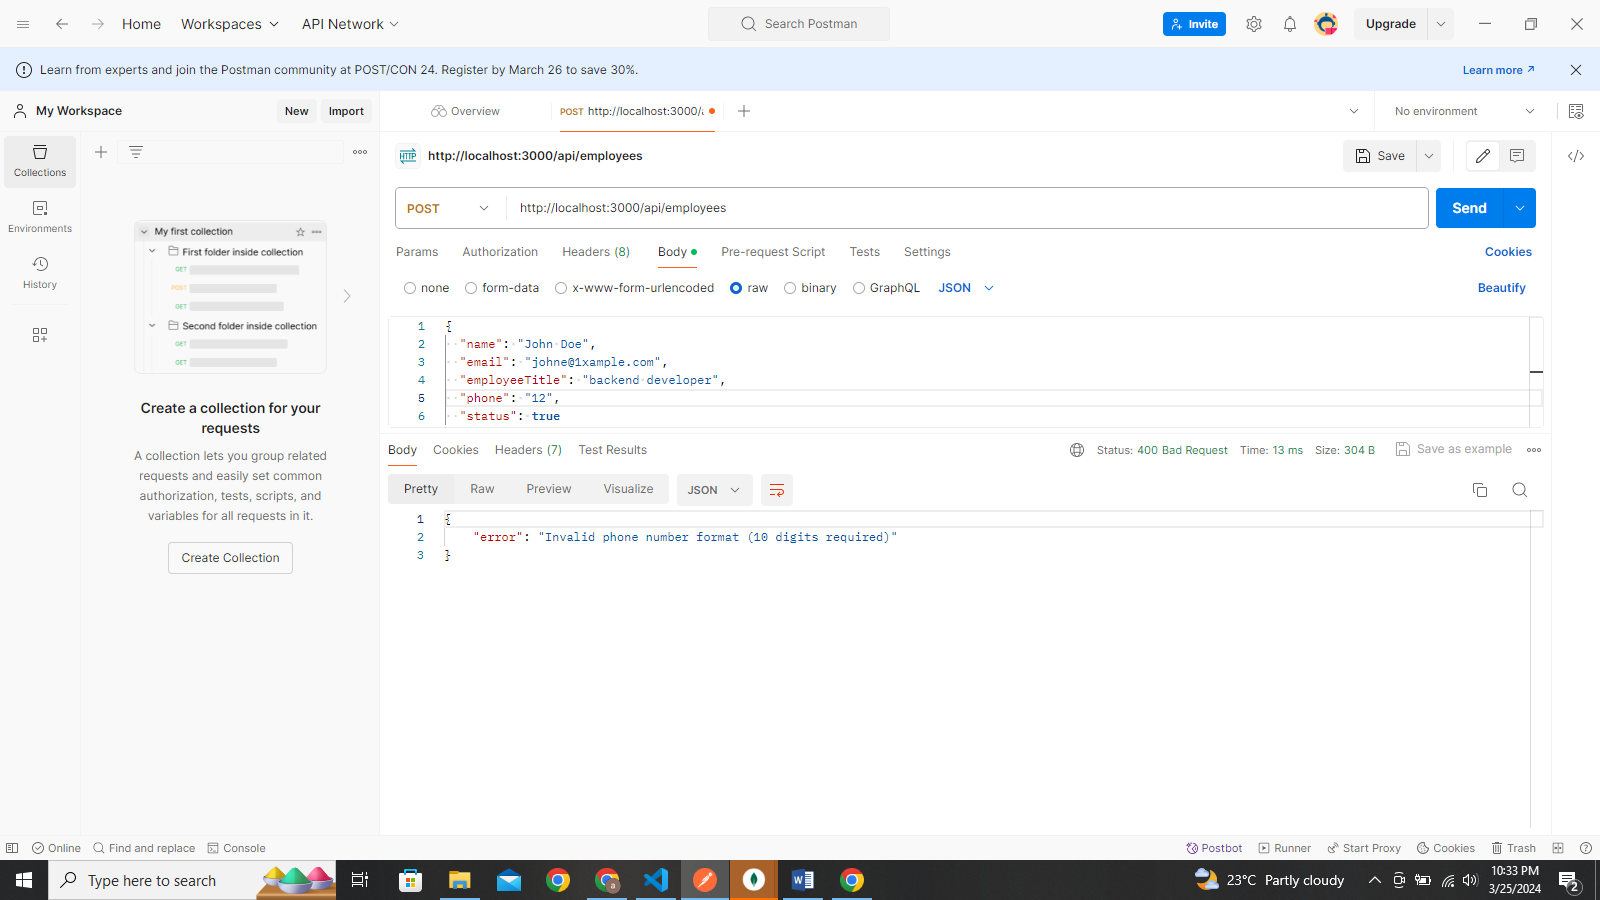 Home
Workspaces
API Network
Search Postman
Invite
Upgrade
Learn from experts and join the Postman community at POST/CON 24. Register by March 26 to save 30%.
Learn more
My Workspace
New
Import
Overview
POST http://localhost:3000/
No environment
Collections
Environments
History
My first collection
First folder inside collection
GET
POST
GET
Second folder inside collection
GET
GET
Create a collection for your
requests
A collection lets you group related
requests and easily set common
authorization, tests, scripts, and
variables for all requests in it.
Create Collection
HTTP http://localhost:3000/api/employees
Save
POST
http://localhost:3000/api/employees
Send
Params
Authorization
Headers (8)
Body
Pre-request Script
Tests
Settings
Cookies
none
form-data
x-www-form-urlencoded
raw
binary
GraphQL
JSON
Beautify
1 {
2 "name": "John Doe",
3 "email": "johne@1xample.com",
4 "employeeTitle": "backend developer",
5 "phone": "12",
6 "status": true
Body
Cookies
Headers (7)
Test Results
Status: 400 Bad Request
Time: 13 ms
Size: 304 B
Save as example
Pretty
Raw
Preview
Visualize
JSON
1 {
2 "error": "Invalid phone number format (10 digits required)"
3 }
Online
Find and replace
Console
Postbot
Runner
Start Proxy
Cookies
Trash
Type here to search
23°C Partly cloudy
10:33 PM
3/25/2024
2